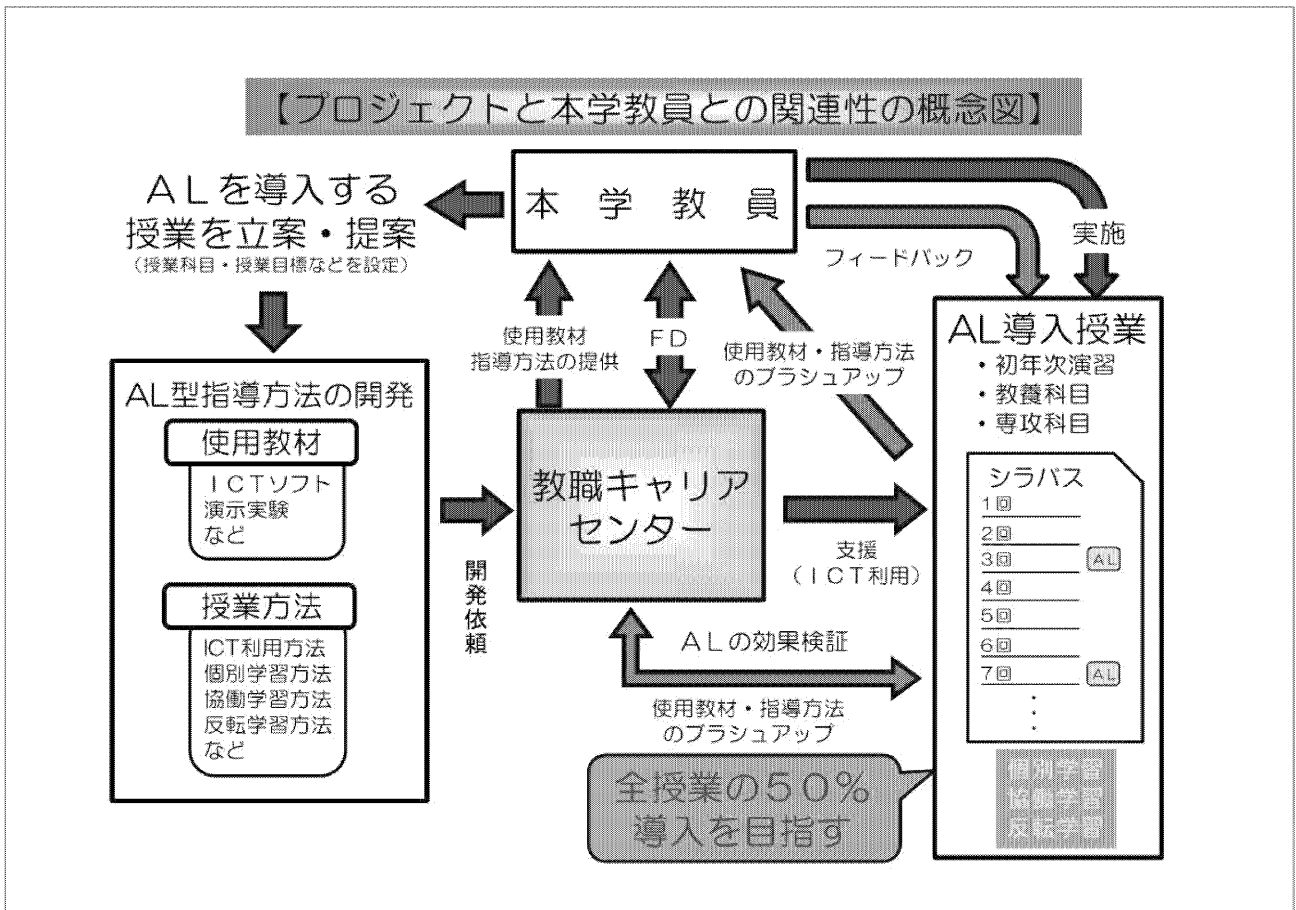 【プロジェクトと本学教員との関連性の概念図】
本学教員
ALを導入する
授業を立案・提案
(授業科目・授業目標などを設定)
実施
フィードバック
使用教材
指導方法の提供
FD
使用教材・指導方法
のブラシュアップ
AL型指導方法の開発
使用教材
ICTソフト
演示実験
など
授業方法
ICT利用方法
個別学習方法
協働学習方法
反転学習方法
など
開発依頼
教職キャリア
センター
支援
(ICT利用)
ALの効果検証
使用教材・指導方法
のブラシュアップ
全授業の50%
導入を目指す
AL導入授業
・初年次演習
・教養科目
・専攻科目
シラバス
1回
2回
3回 AL
4回
5回
6回
7回 AL
・
・
・
個別学習
協働学習
反転学習